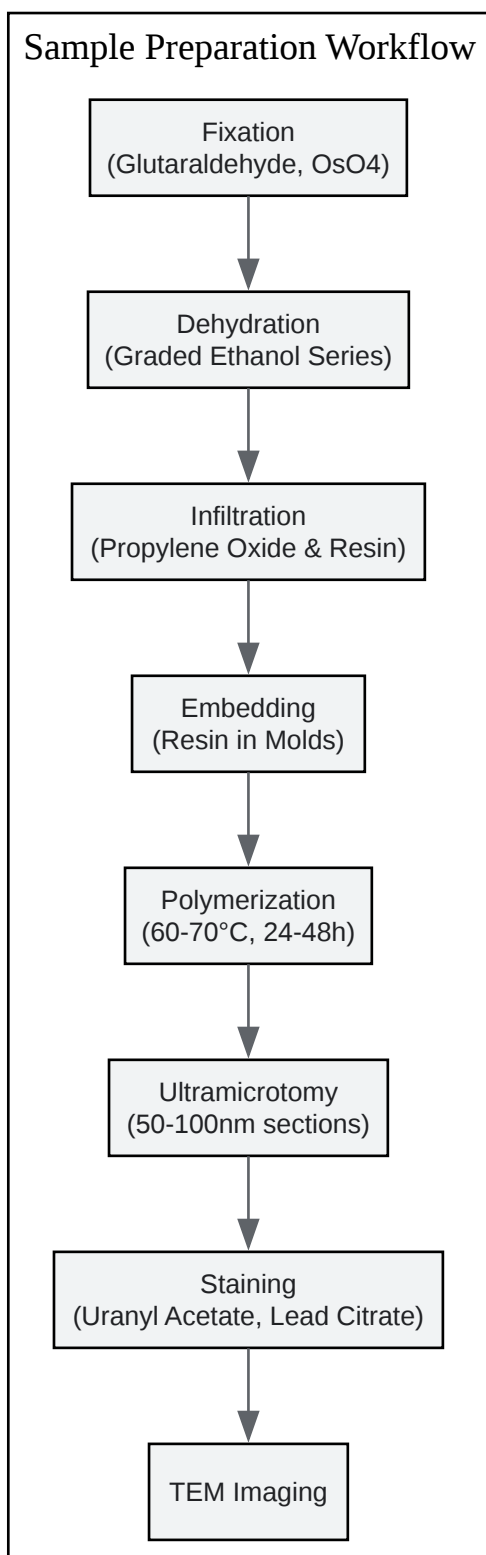 Sample Preparation Workflow
Fixation
(Glutaraldehyde, OsO4)
Dehydration
(Graded Ethanol Series)
Infiltration
(Propylene Oxide & Resin)
Embedding
(Resin in Molds)
Polymerization
(60-70°C, 24-48h)
Ultramicrotomy
(50-100nm sections)
Staining
(Uranyl Acetate, Lead Citrate)
TEM Imaging